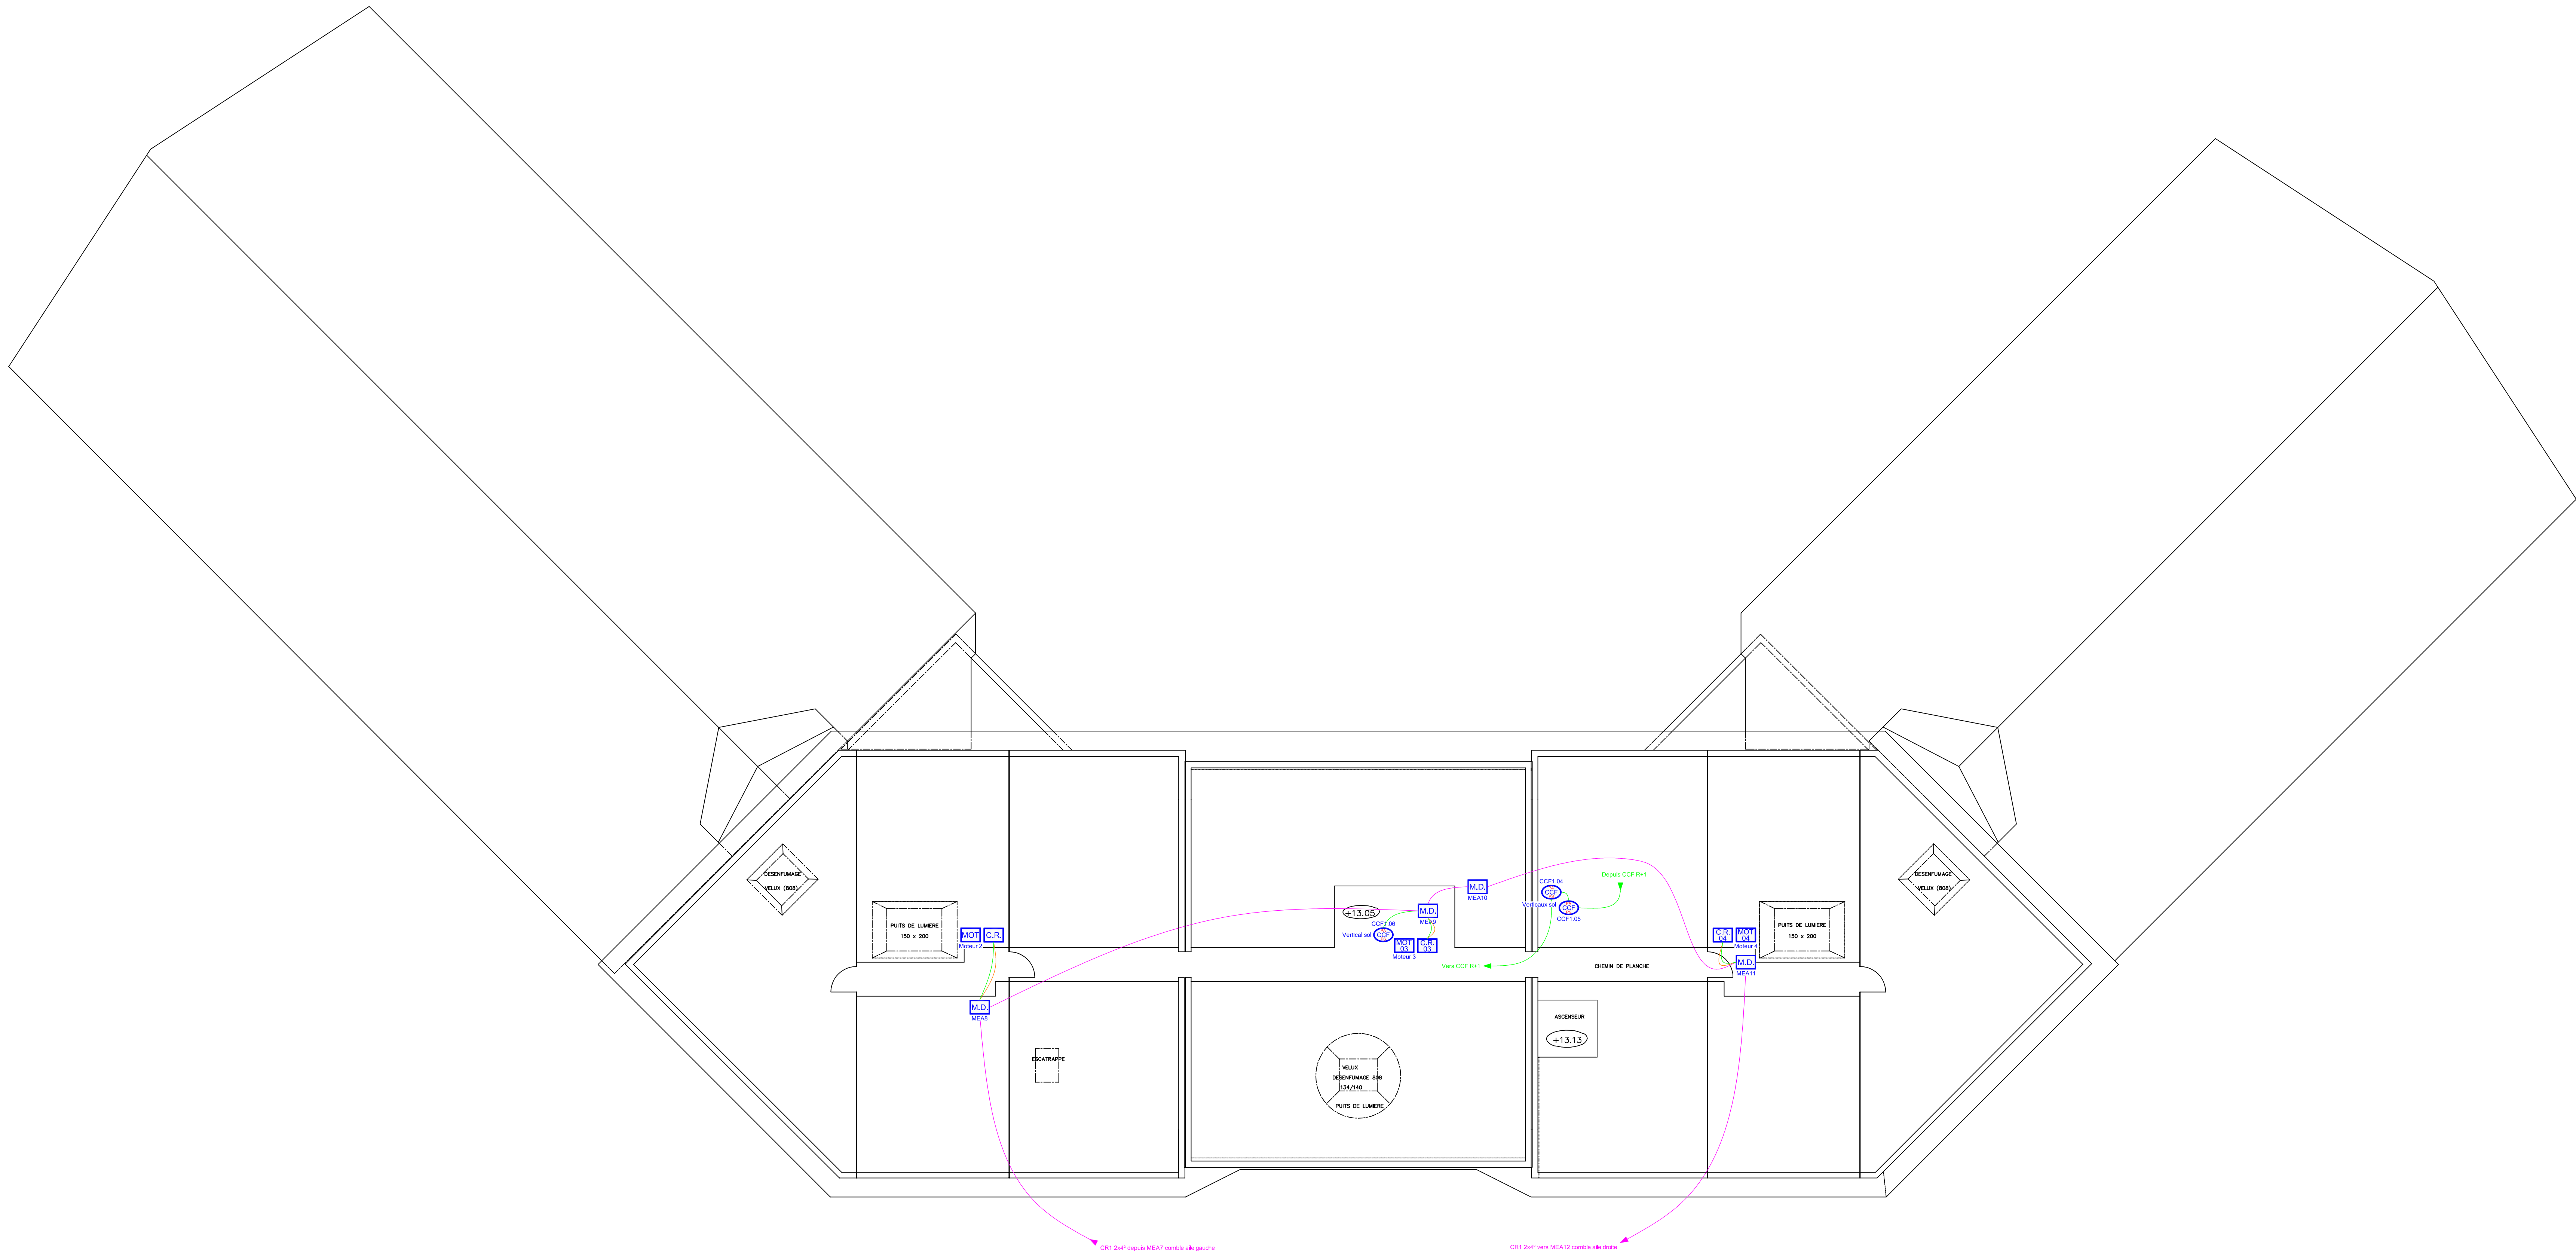 DESENFUMAGE
VELUX (808)
PUITS DE LUMIERE
150 x 200
MOT
C.R.
Moteur 2
M.D.
MEA8
ESCATRAPPE
+13.05
CCF1.06
CCF
Vertical sol
MOT
03
Moteur 3
C.R.
03
M.D.
MEA9
M.D.
MEA10
CCF1.04
CCF
Verticaux sol
CCF
CCF1.05
Depuis CCF R+1
Vers CCF R+1
CHEMIN DE PLANCHE
C.R.
04
MOT
04
Moteur 4
M.D.
MEA11
PUITS DE LUMIERE
150 x 200
DESENFUMAGE
VELUX (808)
ASCENSEUR
+13.13
VELUX
DESENFUMAGE 808
134/140
PUITS DE LUMIERE
CR1 2x4² depuis MEA7 comble aile gauche
CR1 2x4² vers MEA12 comble aile droite